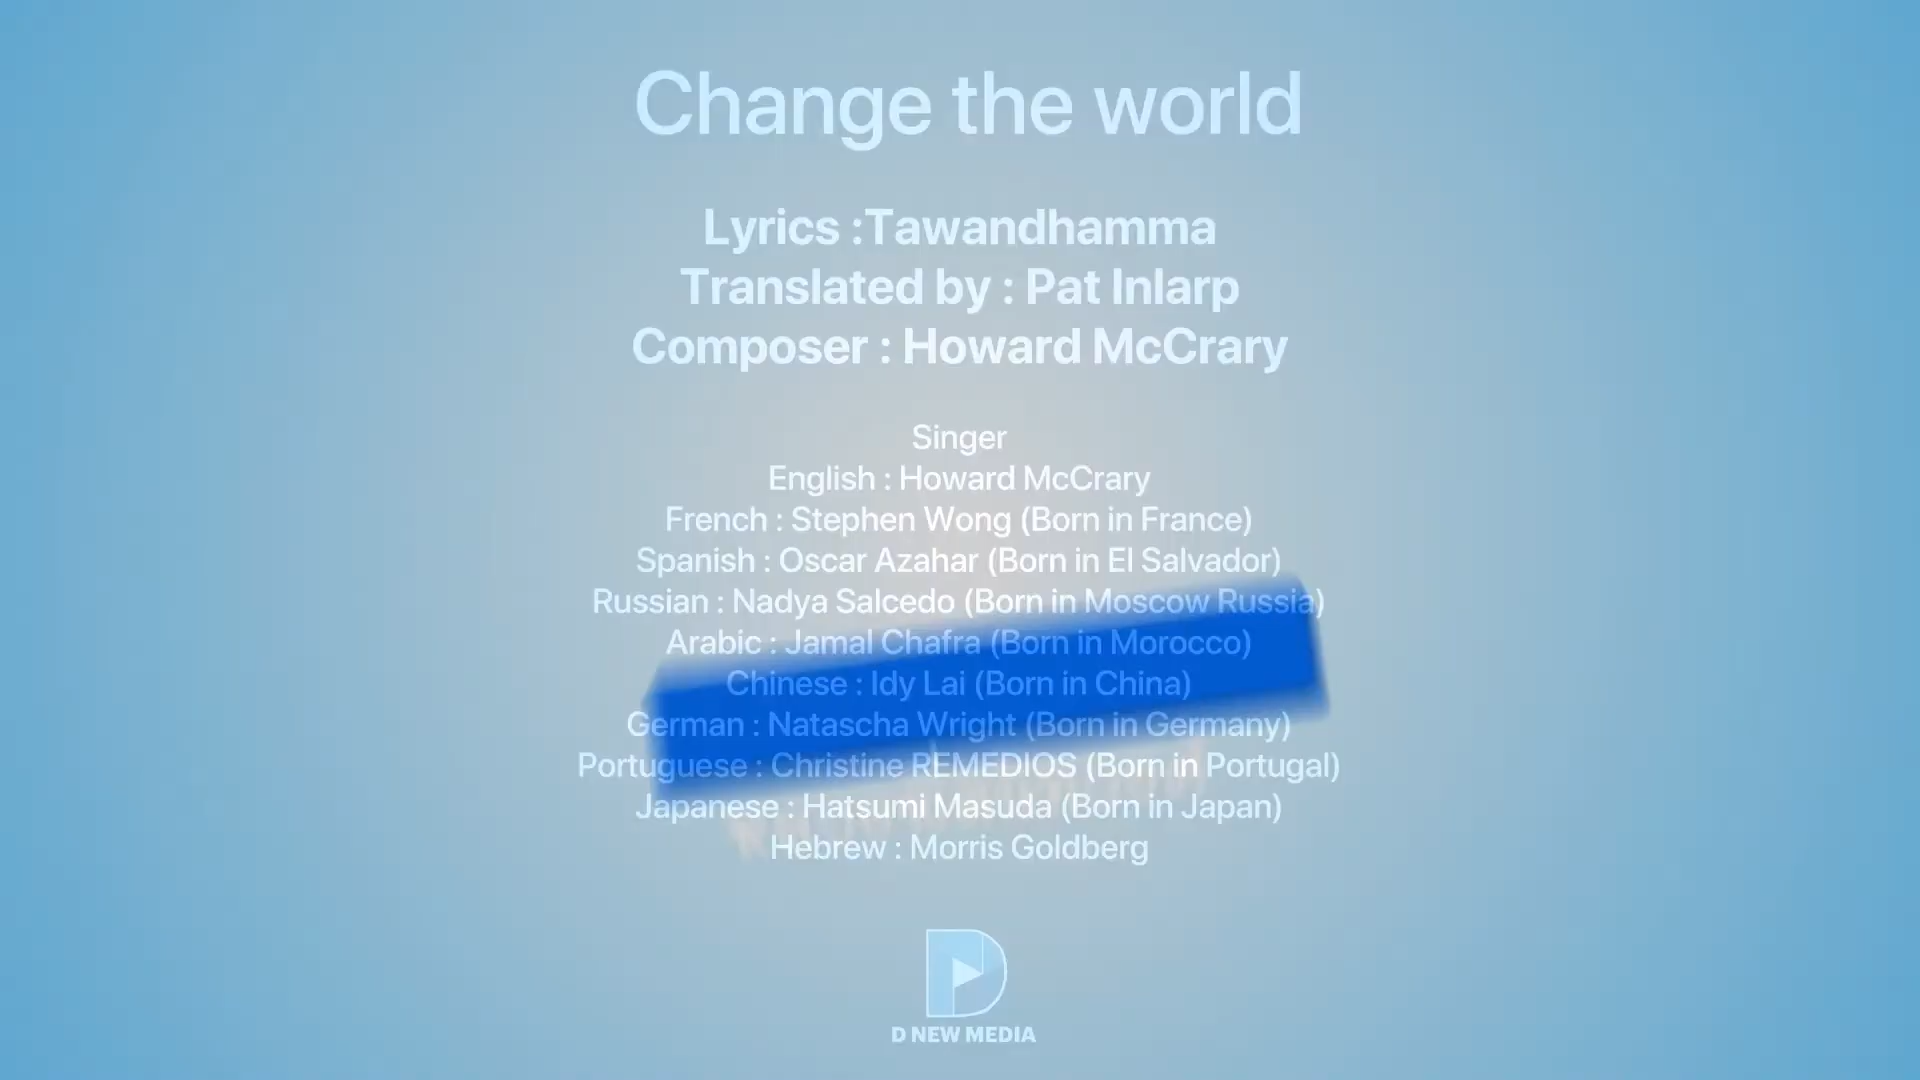 Change the world
Lyrics :Tawandhamma
Translated by : Pat Inlarp
Composer : Howard McCrary
Singer
English : Howard McCrary
French : Stephen Wong (Born in France)
Spanish : Oscar Azahar (Born in El Salvador)
Russian : Nadya Salcedo (Born in Moscow Russia)
Arabic : Jamal Chafra (Born in Morocco)
Chinese : Idy Lai (Born in China)
German : Natascha Wright (Born in Germany)
Portuguese : Christine REMEDIOS (Born in Portugal)
Japanese : Hatsumi Masuda (Born in Japan)
Hebrew : Morris Goldberg
D NEW MEDIA